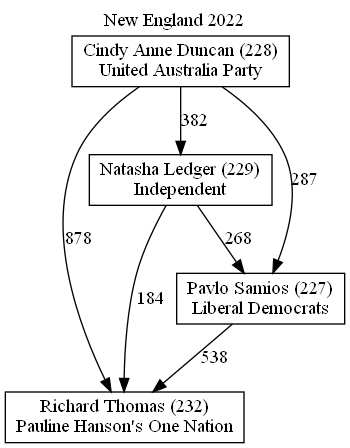 New England 2022
Cindy Anne Duncan (228)
United Australia Party
382
Natasha Ledger (229)
Independent
287
878
268
184
Pavlo Samios (227)
Liberal Democrats
538
Richard Thomas (232)
Pauline Hanson's One Nation